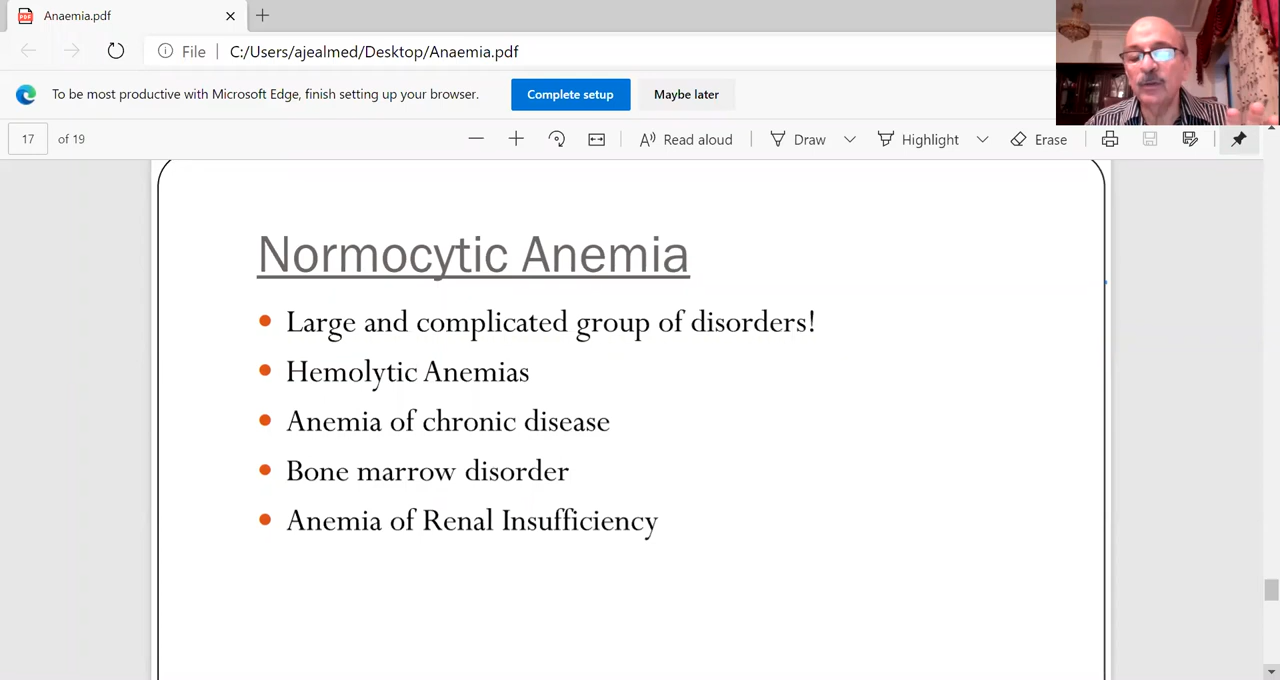 Anaemia.pdf
File | C:/Users/ajealmed/Desktop/Anaemia.pdf
To be most productive with Microsoft Edge, finish setting up your browser. Complete setup Maybe later
17 of 19 Read aloud Draw Highlight Erase
Normocytic Anemia
• Large and complicated group of disorders!
• Hemolytic Anemias
• Anemia of chronic disease
• Bone marrow disorder
• Anemia of Renal Insufficiency